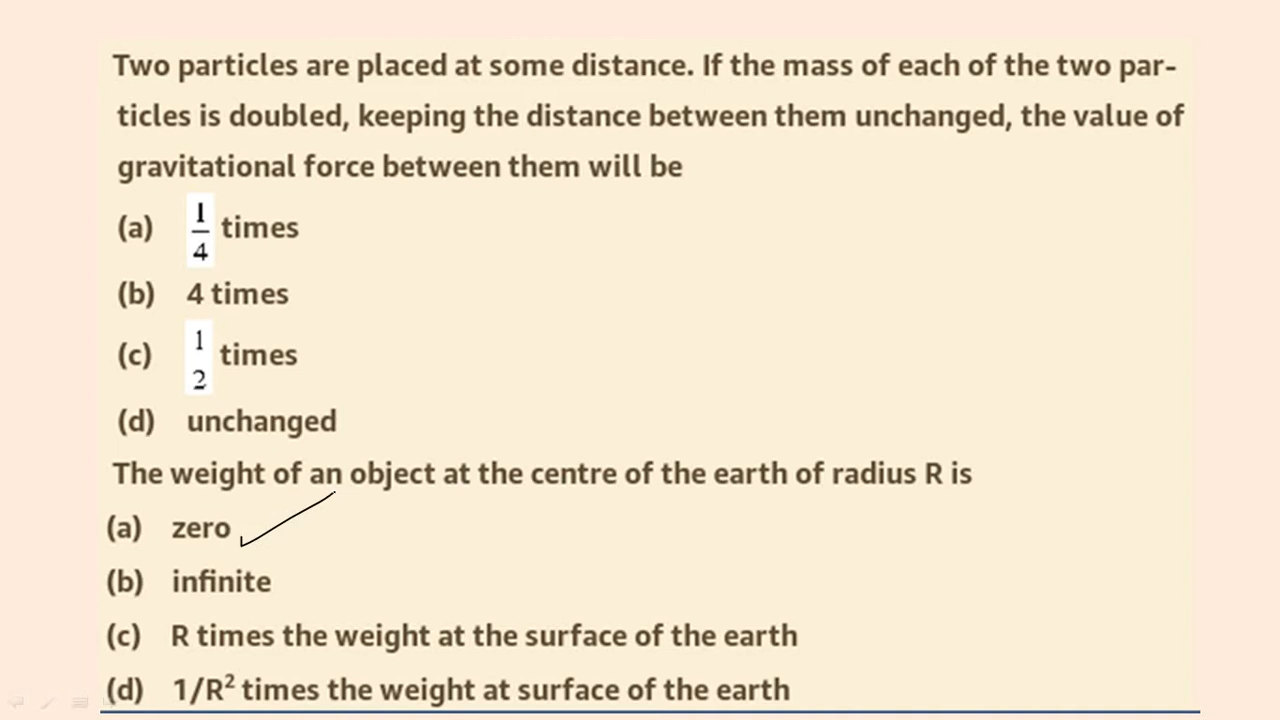 Two particles are placed at some distance. If the mass of each of the two par-
ticles is doubled, keeping the distance between them unchanged, the value of
gravitational force between them will be
(a) 1/4 times
(b) 4 times
(c) 1 2 times
(d) unchanged
The weight of an object at the centre of the earth of radius R is
(a) zero
(b) infinite
(c) R times the weight at the surface of the earth
(d) 1/R² times the weight at surface of the earth